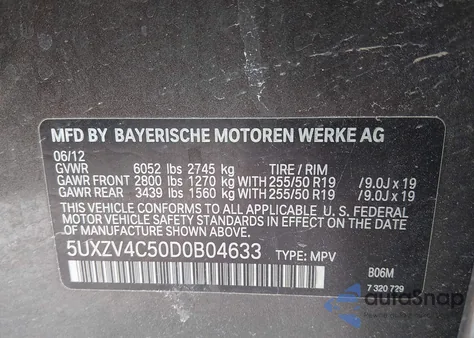 MFD BY BAYERISCHE MOTOREN WERKE AG
06/12
GVWR 6052 lbs 2745 kg TIRE / RIM
GAWR FRONT 2800 lbs 1270 kg WITH 255/50 R19 /9.0J x 19
GAWR REAR 3439 lbs 1560 kg WITH 255/50 R19 /9.0J x 19
THIS VEHICLE CONFORMS TO ALL APPLICABLE U. S. FEDERAL
MOTOR VEHICLE SAFETY STANDARDS IN EFFECT ON THE DATE
OF MANUFACTURE SHOWN ABOVE.
5UXZV4C50D0B04633 TYPE: MPV
B06M
7 320 729
autoSnap